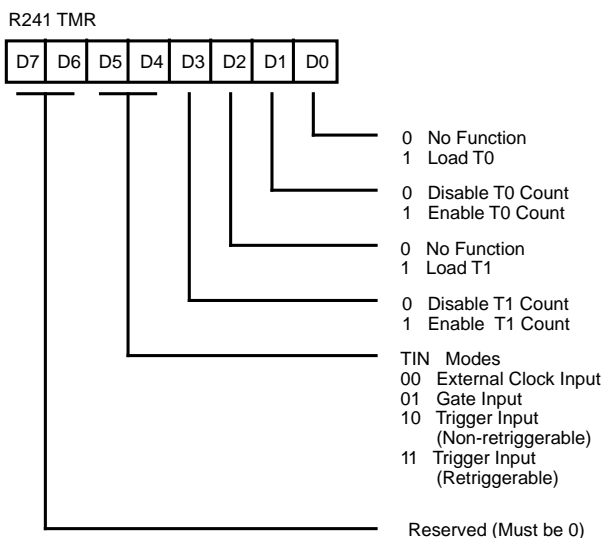 R241 TMR
D7 D6 D5 D4 D3 D2 D1 D0
0 No Function
1 Load T0
0 Disable T0 Count
1 Enable T0 Count
0 No Function
1 Load T1
0 Disable T1 Count
1 Enable T1 Count
TIN Modes
00 External Clock Input
01 Gate Input
10 Trigger Input
(Non-retriggerable)
11 Trigger Input
(Retriggerable)
Reserved (Must be 0)